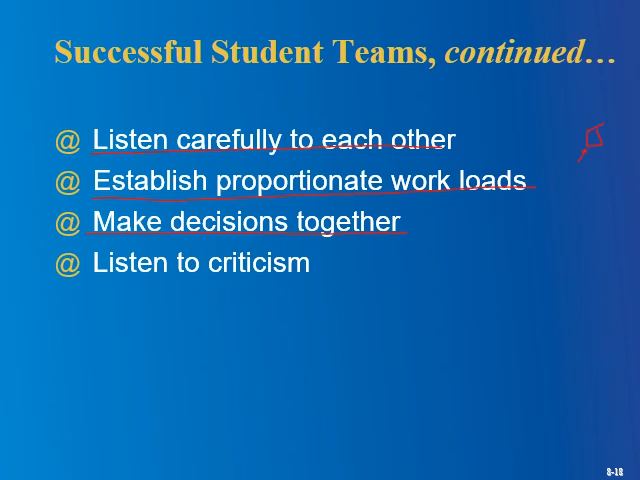 Successful Student Teams, continued…
@ Listen carefully to each other
@ Establish proportionate work loads
@ Make decisions together
@ Listen to criticism
8-18